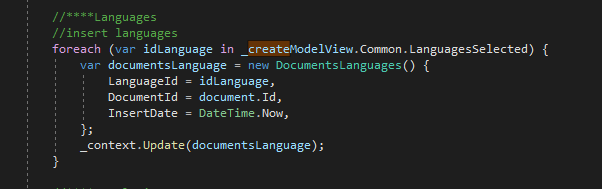 //****Languages
//insert languages
foreach (var idLanguage in _createModelView.Common.LanguagesSelected) {
var documentsLanguage = new DocumentsLanguages() {
LanguageId = idLanguage,
DocumentId = document.Id,
InsertDate = DateTime.Now,
};
_context.Update(documentsLanguage);
}